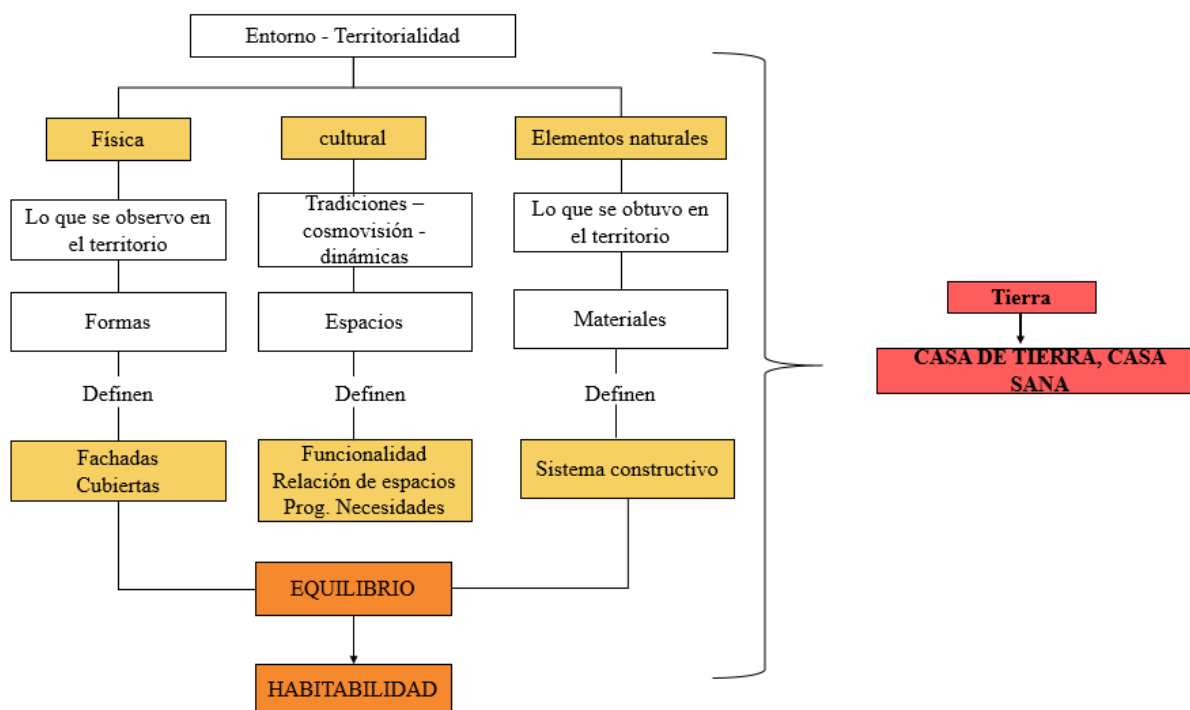 Entorno - Territorialidad
Física
cultural
Elementos naturales
Lo que se observo en
el territorio
Tradiciones –
cosmovisión -
dinámicas
Lo que se obtuvo en
el territorio
Formas
Espacios
Materiales
Definen
Definen
Definen
Fachadas
Cubiertas
Funcionalidad
Relación de espacios
Prog. Necesidades
Sistema constructivo
EQUILIBRIO
HABITABILIDAD
Tierra
CASA DE TIERRA, CASA
SANA